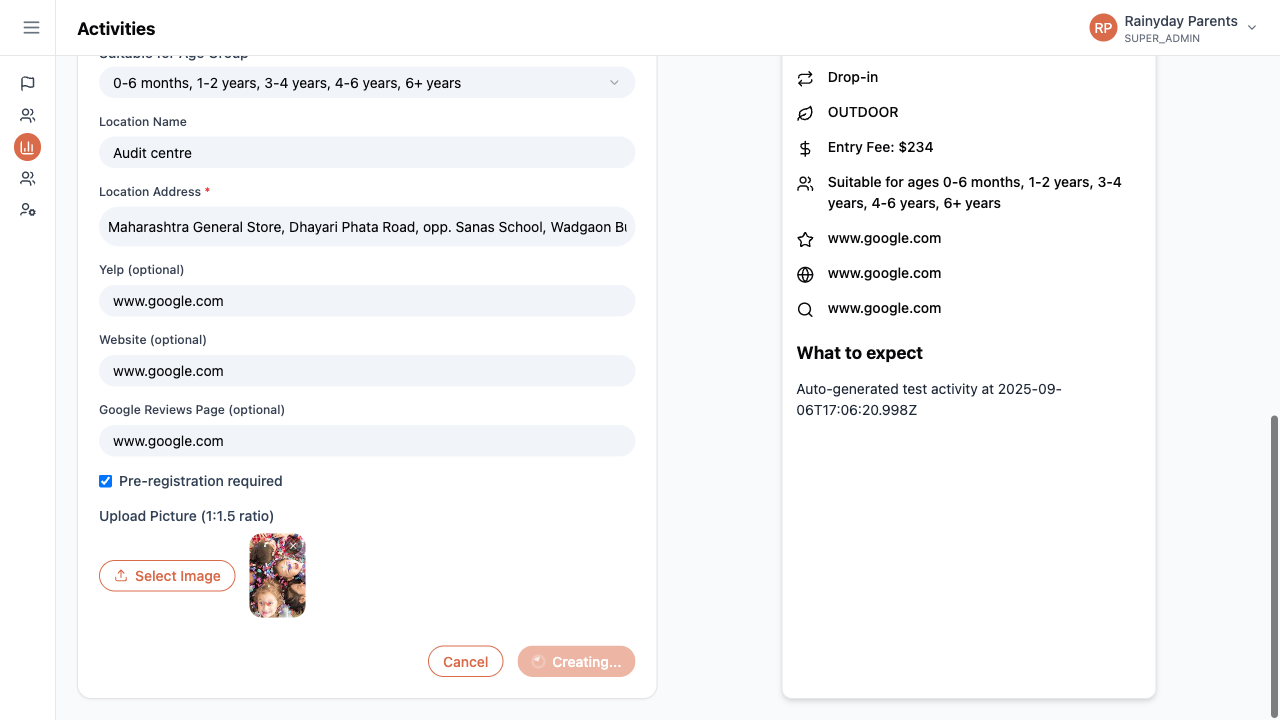 Activities
RP
Rainyday Parents
SUPER_ADMIN
0-6 months, 1-2 years, 3-4 years, 4-6 years, 6+ years
Location Name
Audit centre
Location Address *
Maharashtra General Store, Dhayari Phata Road, opp. Sanas School, Wadgaon
Yelp (optional)
www.google.com
Website (optional)
www.google.com
Google Reviews Page (optional)
www.google.com
Pre-registration required
Upload Picture (1:1.5 ratio)
Select Image
Cancel
Creating...
Drop-in
OUTDOOR
Entry Fee: $234
Suitable for ages 0-6 months, 1-2 years, 3-4
years, 4-6 years, 6+ years
www.google.com
www.google.com
www.google.com
What to expect
Auto-generated test activity at 2025-09-
06T17:06:20.998Z